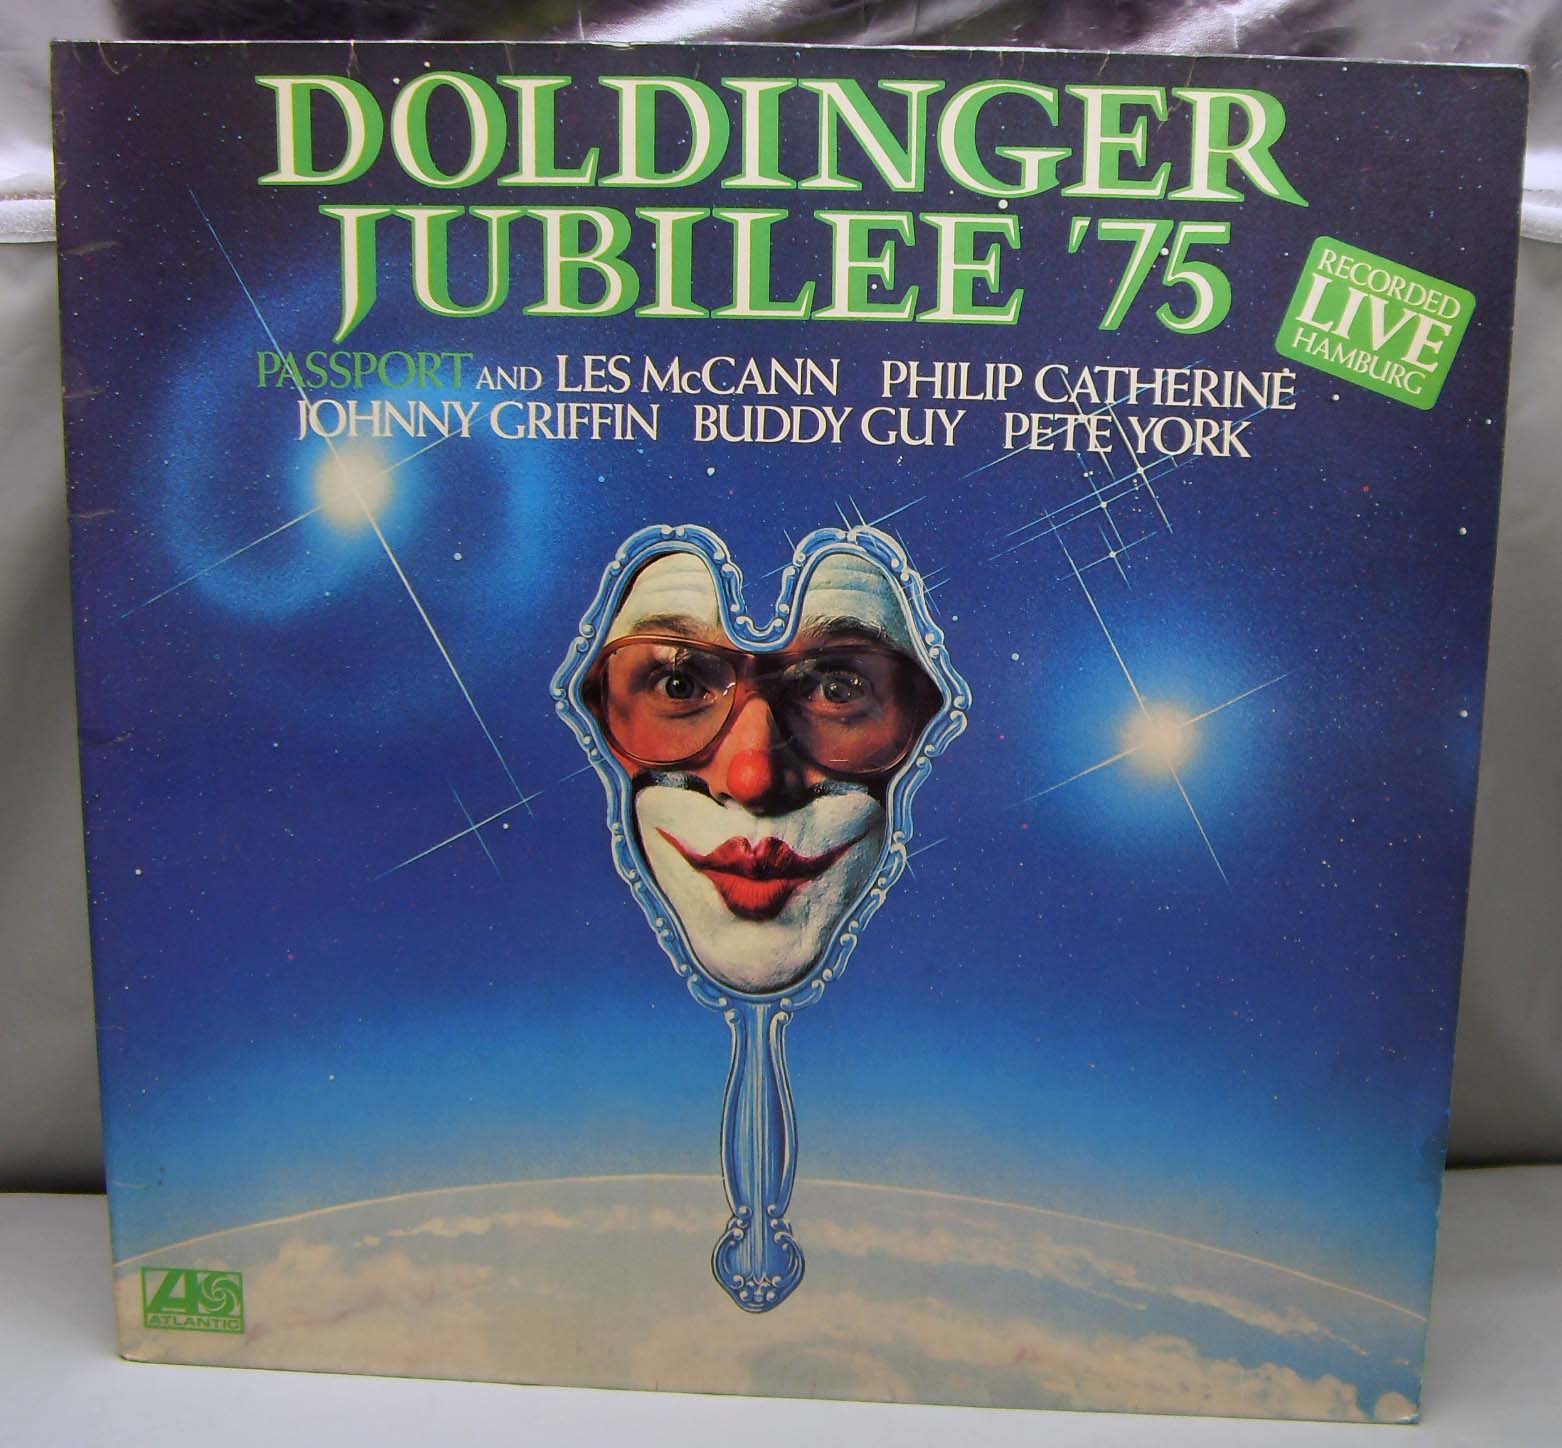 DOLDINGER
JUBILEE '75
RECORDED
LIVE
HAMBURG
PASSPORT AND LES McCANN PHILIP CATHERINE
JOHNNY GRIFFIN BUDDY GUY PETE YORK
ATLANTIC